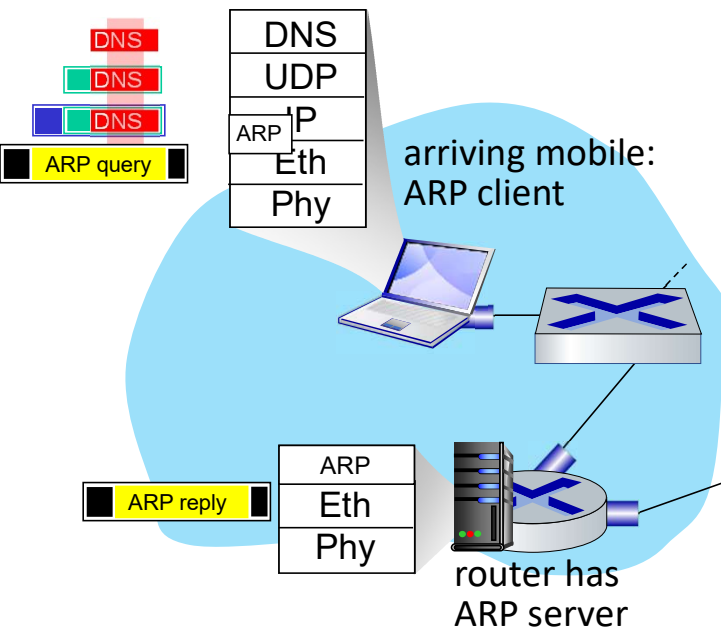 DNS
DNS
DNS
ARP query
DNS
UDP
IP
ARP
Eth
Phy
arriving mobile:
ARP client
ARP reply
ARP
Eth
Phy
router has
ARP server